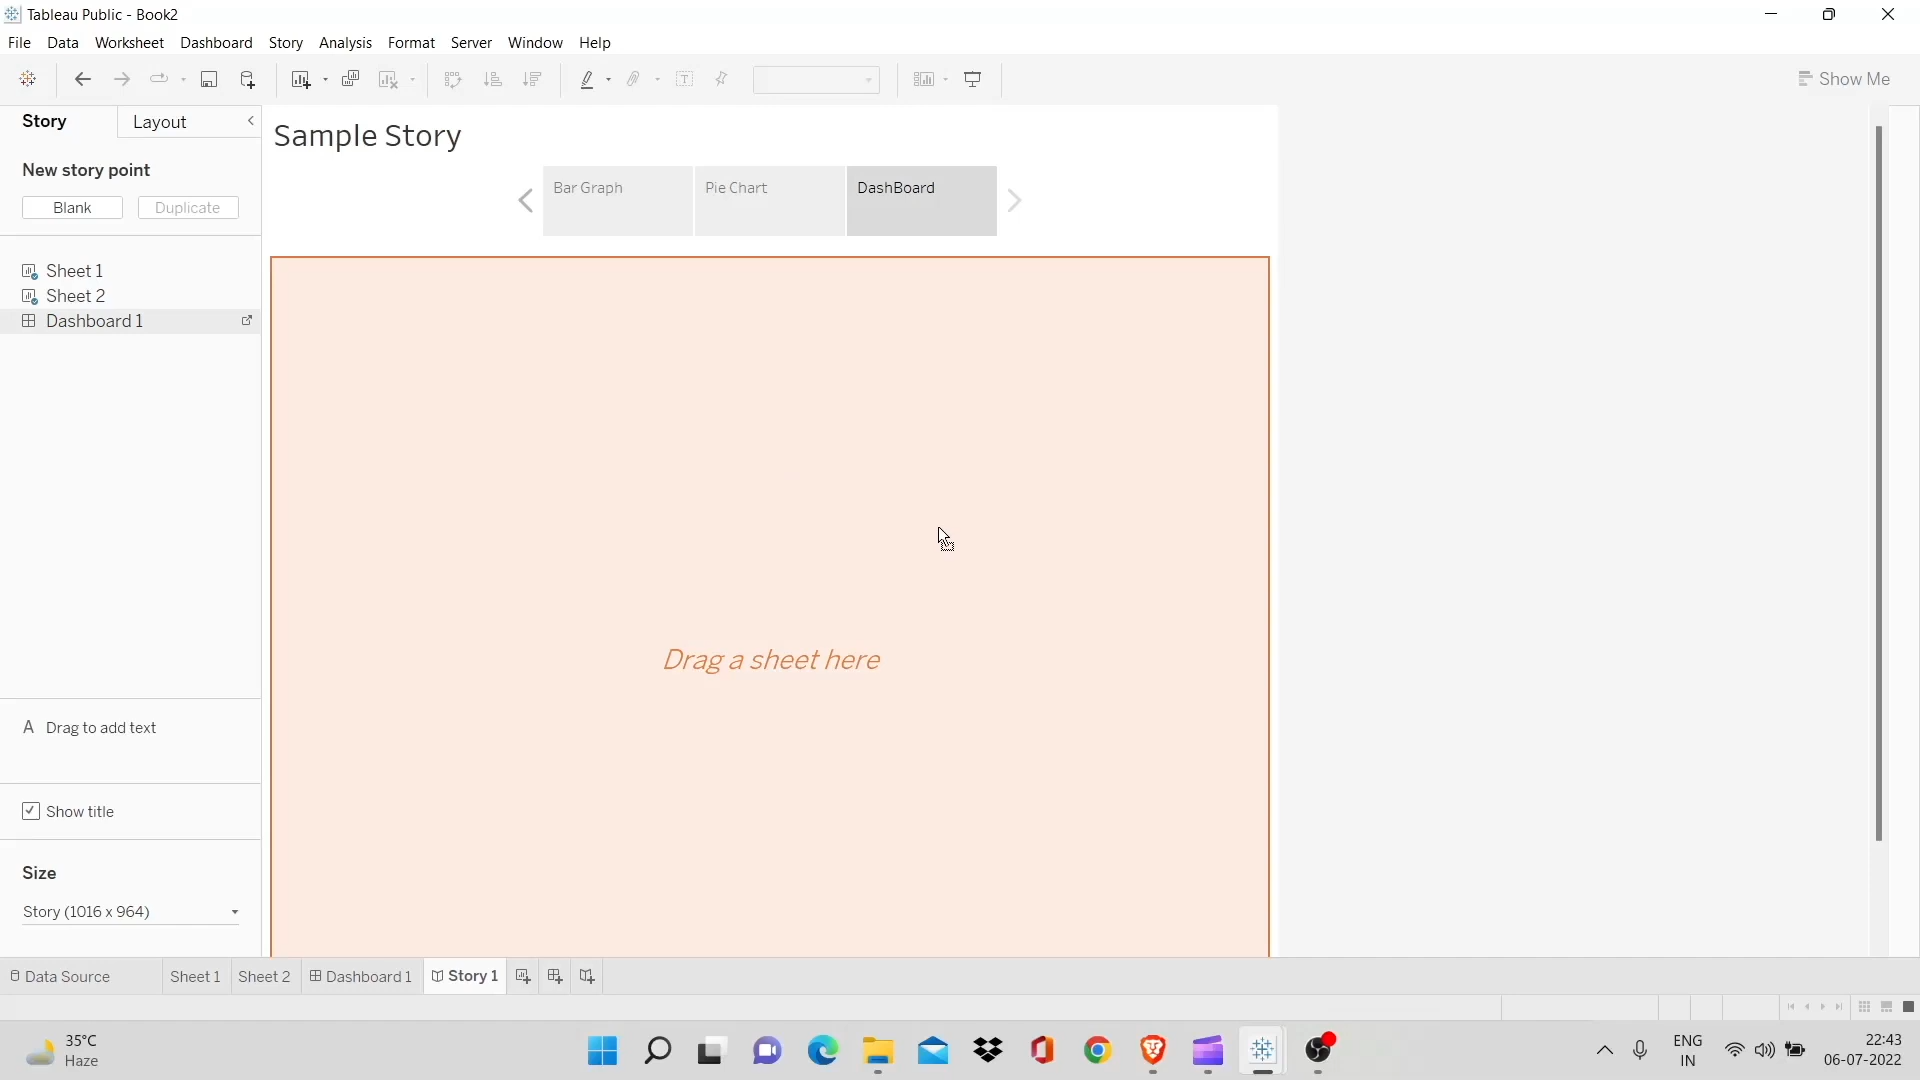 Tableau Public - Book2
File Data Worksheet Dashboard Story Analysis Format Server Window Help
Show Me
Story Layout
Sample Story
New story point
Blank Duplicate
Bar Graph Pie Chart DashBoard
Sheet 1
Sheet 2
Dashboard 1
Drag a sheet here
A Drag to add text
Show title
Size
Story (1016 x 964)
Data Source Sheet 1 Sheet 2 Dashboard 1 Story 1
35°C
Haze
ENG
IN
22:43
06-07-2022